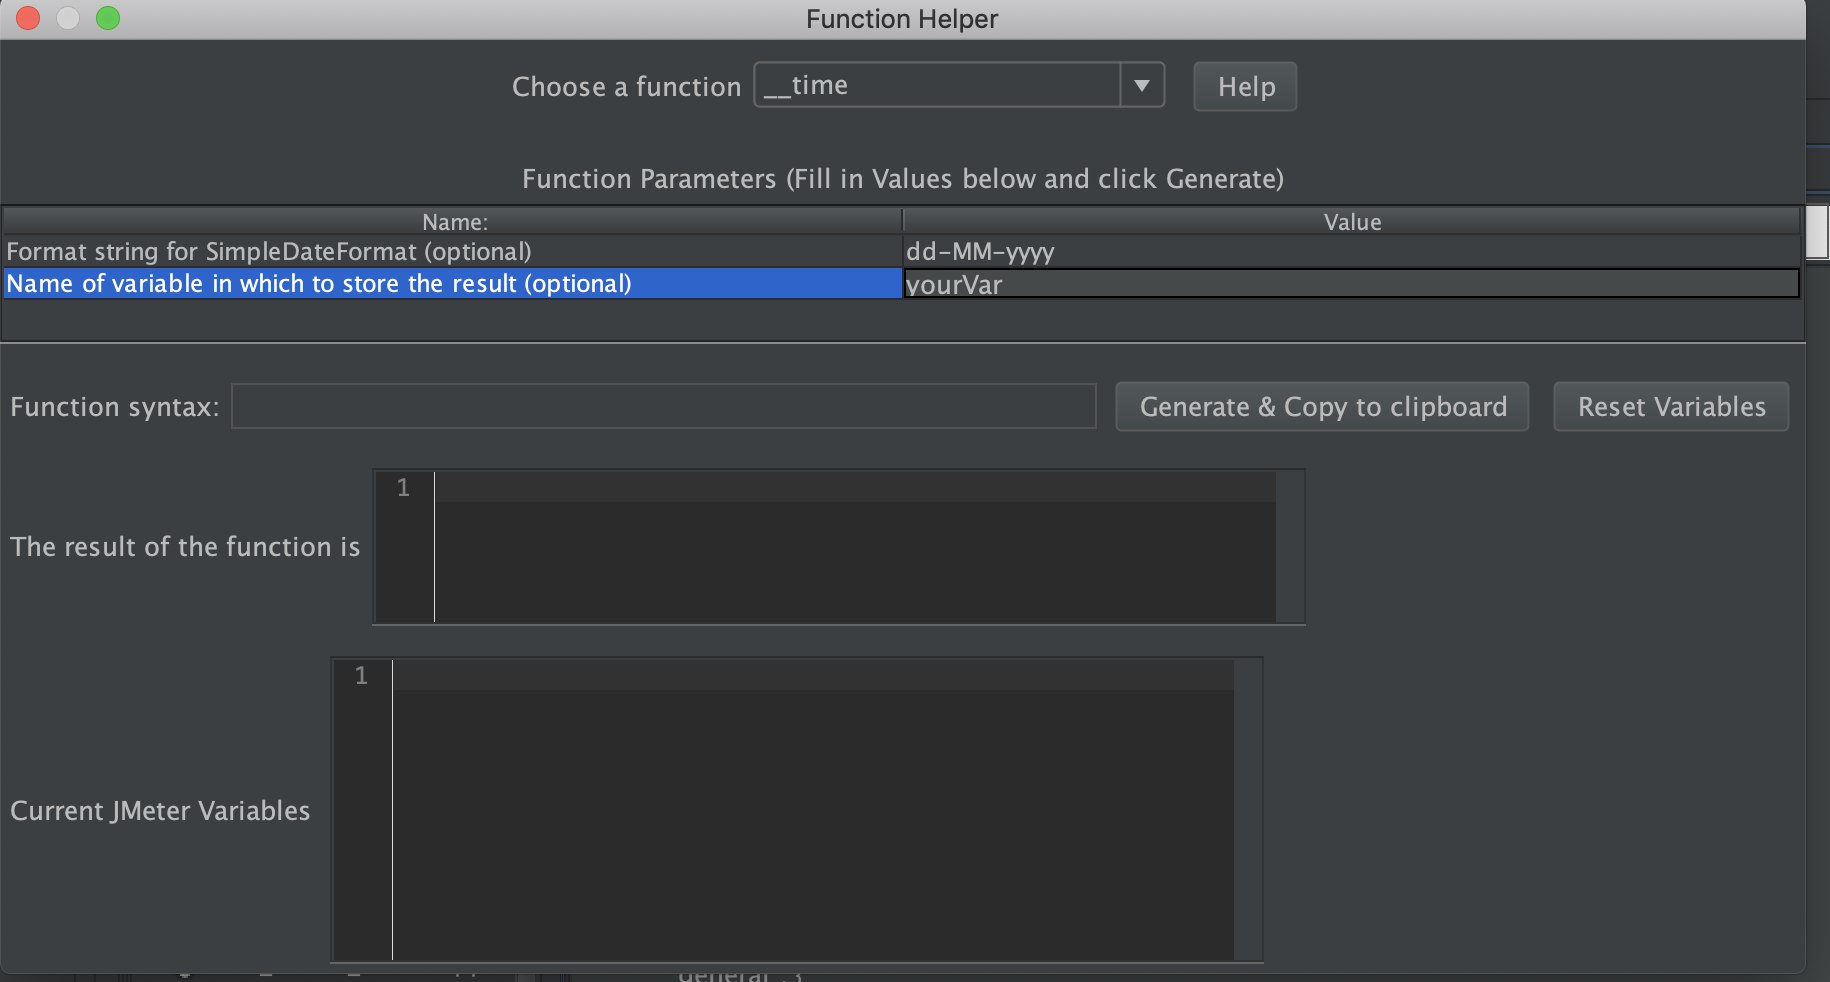 Function Helper
Choose a function __time Help
Function Parameters (Fill in Values below and click Generate)
Name: Value
Format string for SimpleDateFormat (optional) dd-MM-yyyy
Name of variable in which to store the result (optional) yourVar
Function syntax: Generate & Copy to clipboard Reset Variables
1
The result of the function is
1
Current JMeter Variables